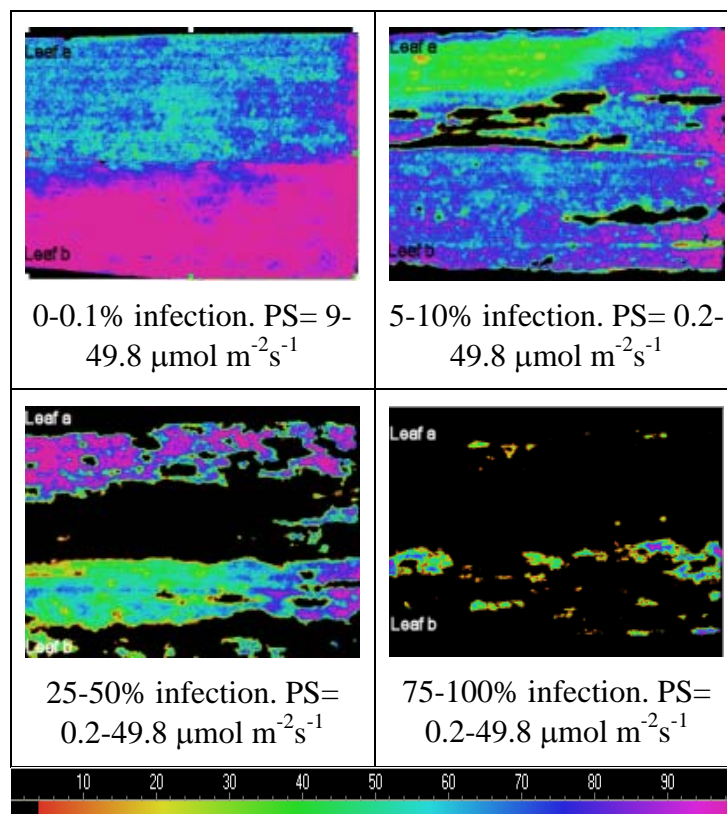 Leaf a
Leaf b
0-0.1% infection. PS= 9-
49.8 μmol m⁻²s⁻¹
Leaf a
Leaf b
5-10% infection. PS= 0.2-
49.8 μmol m⁻²s⁻¹
Leaf a
Leaf b
25-50% infection. PS=
0.2-49.8 μmol m⁻²s⁻¹
Leaf a
Leaf b
75-100% infection. PS=
0.2-49.8 μmol m⁻²s⁻¹
10 20 30 40 50 60 70 80 90